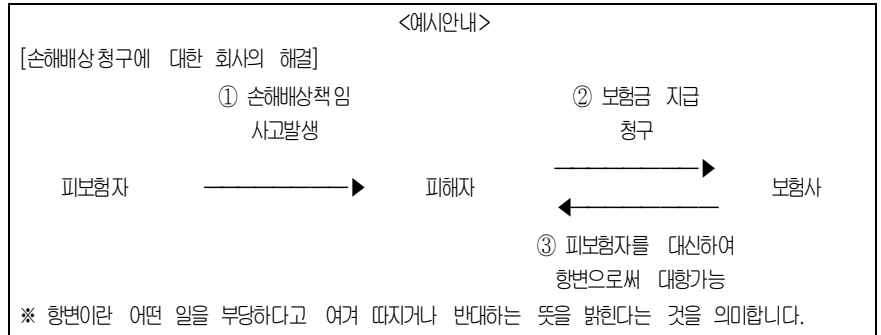 <예시안내>
[손해배상청구에 대한 회사의 해결]
① 손해배상책임
사고발생
② 보험금 지급
청구
피보험자
피해자
보험사
③ 피보험자를 대신하여
항변으로써 대항가능
※ 항변이란 어떤 일을 부당하다고 여겨 따지거나 반대하는 뜻을 밝힌다는 것을 의미합니다.